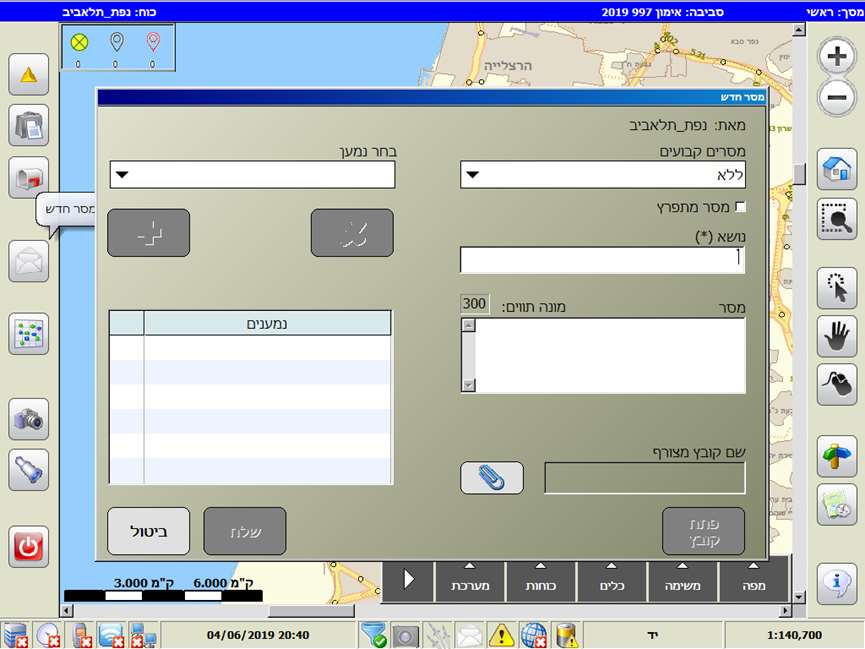 מסך: ראשי
סביבה: אימון 997 2019
כוח: נפת_תלאביב
0 0 0
הרצלייה
כפר סבא
531
מסר חדש
מאת: נפת_תלאביב
מסרים קבועים
בחר נמען
ללא
מסר מתפרץ
מסר חדש
נושא (*)
מסר
מונה תווים: 300
נמענים
שם קובץ מצורף
פתח
קובץ
שלח
ביטול
3.000 ק"מ 6.000 ק"מ
מפה
משימה
כלים
כוחות
מערכת
1:140,700
יד
04/06/2019 20:40